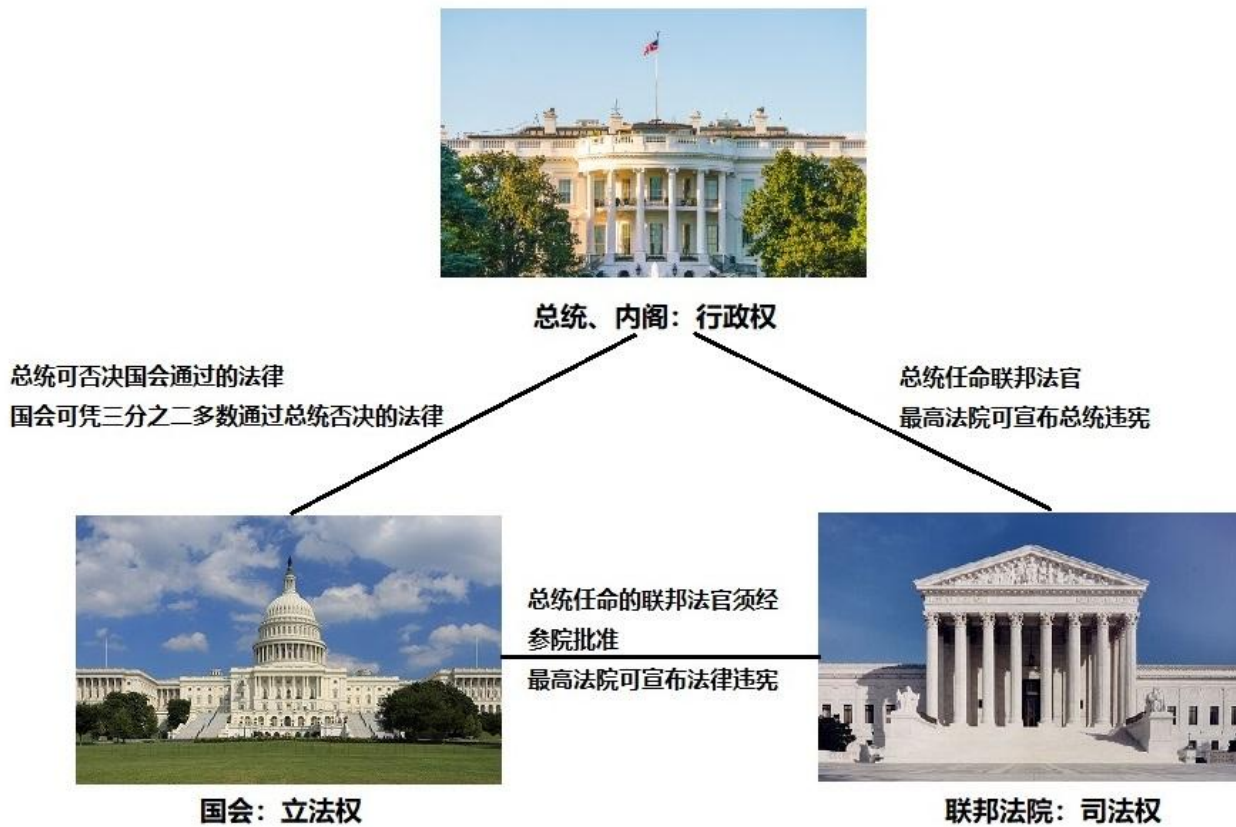 总统、内阁：行政权
总统可否决国会通过的法律
国会可凭三分之二多数通过总统否决的法律
总统任命联邦法官
最高法院可宣布总统违宪
总统任命的联邦法官须经
参院批准
最高法院可宣布法律违宪
国会：立法权
联邦法院：司法权